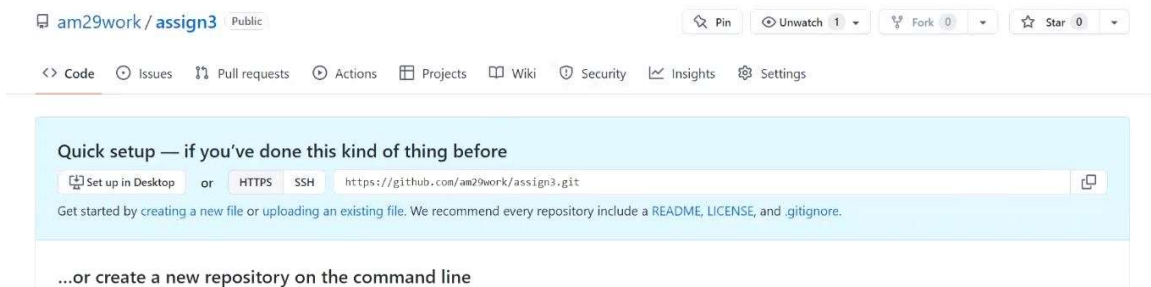 am29work / assign3 Public Pin Unwatch 1 Fork 0 Star 0
Code Issues Pull requests Actions Projects Wiki Security Insights Settings
Quick setup — if you've done this kind of thing before
Set up in Desktop or HTTPS SSH https://github.com/am29work/assign3.git
Get started by creating a new file or uploading an existing file. We recommend every repository include a README, LICENSE, and .gitignore.
...or create a new repository on the command line